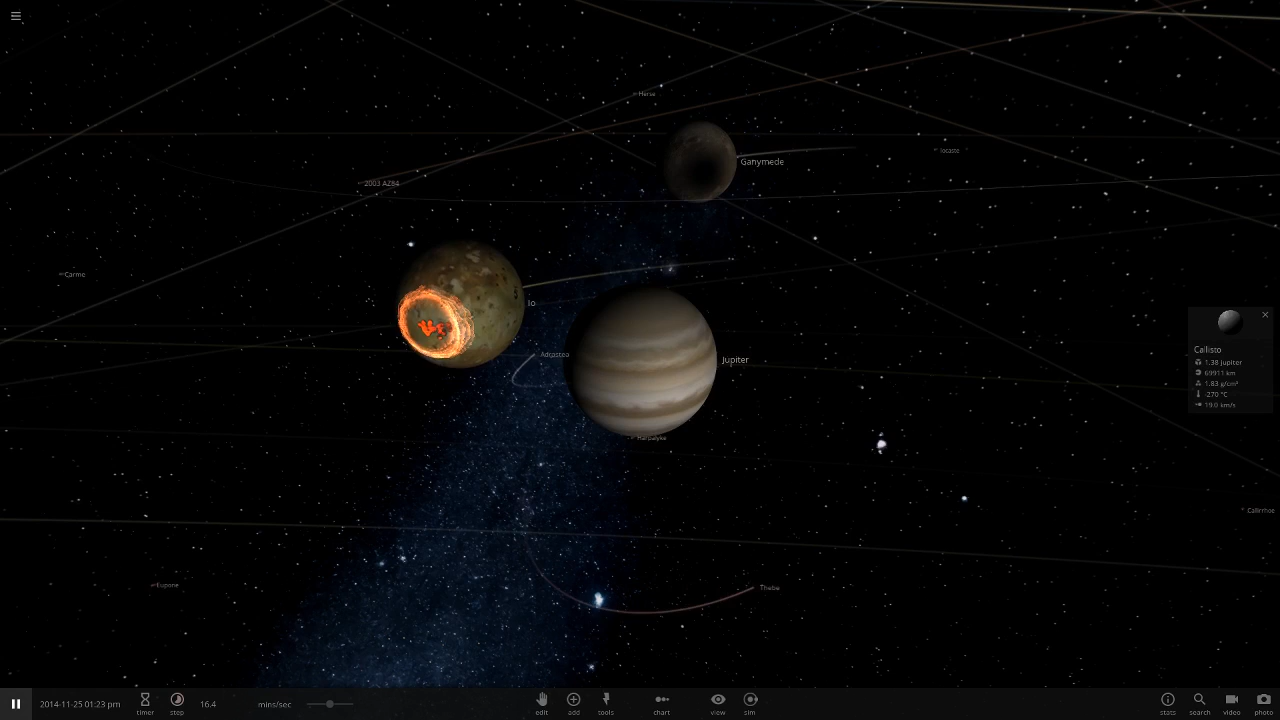 Herse
Iocaste
Ganymede
2003 AZ84
Carme
Io
Adrastea
Jupiter
Harpalyke
Callisto
1.38 Jupiter
69911 km
1.83 g/cm³
-270 °C
19.0 km/s
Callirrhoe
Euporie
Thebe
2014-11-25 01:23 pm
timer
step
16.4
mins/sec
edit
add
tools
chart
view
sim
stats
search
video
photo